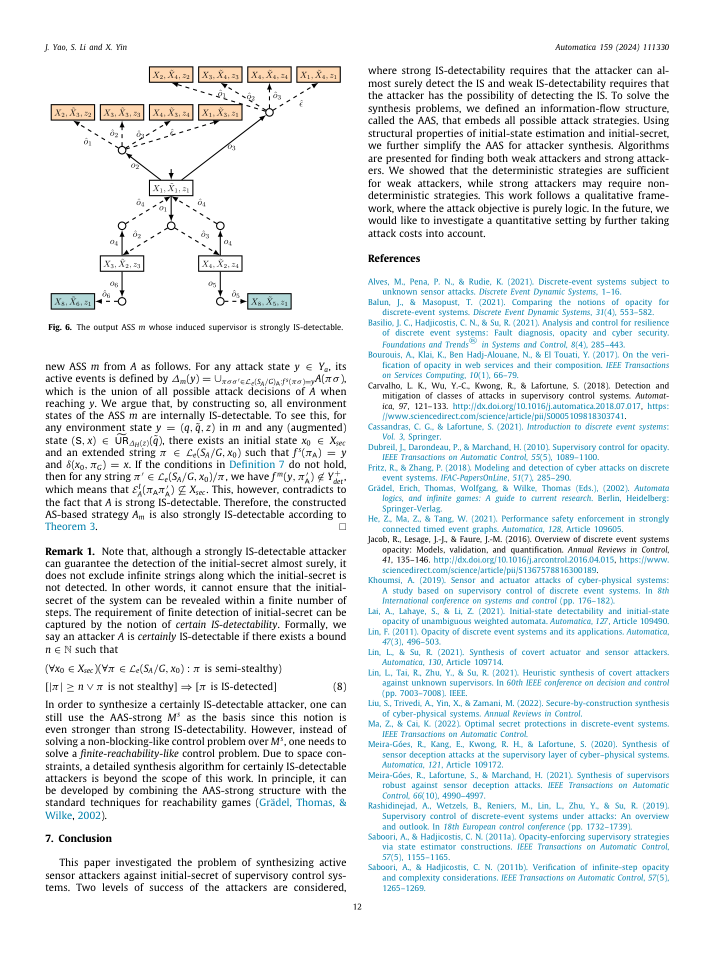 J. Yao, S. Li and X. Yin
Automatica 159 (2024) 111330
X₂, X̃₄, z₂
X₃, X̃₄, z₃
X₄, X̃₄, z₄
X₁, X̃₄, z₁
ô₁
ô₂
ô₃
ε̂
X₂, X̃₃, z₂
X₃, X̃₃, z₃
X₄, X̃₃, z₄
X₁, X̃₃, z₁
ô₁
ô₂
ô₃
ε̂
o₂
o₃
X₁, X̃₁, z₁
ô₄
o₁
ô₄
ô₂
ô₃
o₄
o₄
X₃, X̃₂, z₃
X₄, X̃₂, z₄
o₆
o₅
X₈, X̃₆, z₁
ô₆
ô₅
X₈, X̃₅, z₁
Fig. 6. The output ASS m whose induced supervisor is strongly IS-detectable.
new ASS m from A as follows. For any attack state y ∈ Yₐ, its
active events is defined by Δₘ(y) = ∪πσσ′∈ℒₑ(S_A/G)_A:fˢ(πσ)=y A(πσ),
which is the union of all possible attack decisions of A when
reaching y. We argue that, by constructing so, all environment
states of the ASS m are internally IS-detectable. To see this, for
any environment state y = (q, q̃, z) in m and any (augmented)
state (S, x) ∈ U͠R_{Δ_H(z)}(q̃), there exists an initial state x₀ ∈ X_sec
and an extended string π ∈ ℒₑ(S_A/G, x₀) such that fˢ(π_A) = y
and δ(x₀, π_G) = x. If the conditions in Definition 7 do not hold,
then for any string π′ ∈ ℒₑ(S_A/G, x₀)/π, we have fᵐ(y, π′_A) ∉ Y⁺_det,
which means that ε^I_A(π_Aπ′_A) ⊈ X_sec. This, however, contradicts to
the fact that A is strong IS-detectable. Therefore, the constructed
AS-based strategy Aₘ is also strongly IS-detectable according to
Theorem 3. □
Remark 1. Note that, although a strongly IS-detectable attacker
can guarantee the detection of the initial-secret almost surely, it
does not exclude infinite strings along which the initial-secret is
not detected. In other words, it cannot ensure that the initial-
secret of the system can be revealed within a finite number of
steps. The requirement of finite detection of initial-secret can be
captured by the notion of certain IS-detectability. Formally, we
say an attacker A is certainly IS-detectable if there exists a bound
n ∈ ℕ such that
(∀x₀ ∈ X_sec)(∀π ∈ ℒₑ(S_A/G, x₀) : π is semi-stealthy)
[|π| ≥ n ∨ π is not stealthy] ⇒ [π is IS-detected] (8)
In order to synthesize a certainly IS-detectable attacker, one can
still use the AAS-strong Mˢ as the basis since this notion is
even stronger than strong IS-detectability. However, instead of
solving a non-blocking-like control problem over Mˢ, one needs to
solve a finite-reachability-like control problem. Due to space con-
straints, a detailed synthesis algorithm for certainly IS-detectable
attackers is beyond the scope of this work. In principle, it can
be developed by combining the AAS-strong structure with the
standard techniques for reachability games (Grädel, Thomas, &
Wilke, 2002).
7. Conclusion
This paper investigated the problem of synthesizing active
sensor attackers against initial-secret of supervisory control sys-
tems. Two levels of success of the attackers are considered,
where strong IS-detectability requires that the attacker can al-
most surely detect the IS and weak IS-detectability requires that
the attacker has the possibility of detecting the IS. To solve the
synthesis problems, we defined an information-flow structure,
called the AAS, that embeds all possible attack strategies. Using
structural properties of initial-state estimation and initial-secret,
we further simplify the AAS for attacker synthesis. Algorithms
are presented for finding both weak attackers and strong attack-
ers. We showed that the deterministic strategies are sufficient
for weak attackers, while strong attackers may require non-
deterministic strategies. This work follows a qualitative frame-
work, where the attack objective is purely logic. In the future, we
would like to investigate a quantitative setting by further taking
attack costs into account.
References
Alves, M., Pena, P. N., & Rudie, K. (2021). Discrete-event systems subject to
unknown sensor attacks. Discrete Event Dynamic Systems, 1–16.
Balun, J., & Masopust, T. (2021). Comparing the notions of opacity for
discrete-event systems. Discrete Event Dynamic Systems, 31(4), 553–582.
Basilio, J. C., Hadjicostis, C. N., & Su, R. (2021). Analysis and control for resilience
of discrete event systems: Fault diagnosis, opacity and cyber security.
Foundations and Trends® in Systems and Control, 8(4), 285–443.
Bourouis, A., Klai, K., Ben Hadj-Alouane, N., & El Touati, Y. (2017). On the veri-
fication of opacity in web services and their composition. IEEE Transactions
on Services Computing, 10(1), 66–79.
Carvalho, L. K., Wu, Y.-C., Kwong, R., & Lafortune, S. (2018). Detection and
mitigation of classes of attacks in supervisory control systems. Automat-
ica, 97, 121–133. http://dx.doi.org/10.1016/j.automatica.2018.07.017, https:
//www.sciencedirect.com/science/article/pii/S0005109818303741.
Cassandras, C. G., & Lafortune, S. (2021). Introduction to discrete event systems:
Vol. 3, Springer.
Dubreil, J., Darondeau, P., & Marchand, H. (2010). Supervisory control for opacity.
IEEE Transactions on Automatic Control, 55(5), 1089–1100.
Fritz, R., & Zhang, P. (2018). Modeling and detection of cyber attacks on discrete
event systems. IFAC-PapersOnLine, 51(7), 285–290.
Grädel, Erich, Thomas, Wolfgang, & Wilke, Thomas (Eds.), (2002). Automata
logics, and infinite games: A guide to current research. Berlin, Heidelberg:
Springer-Verlag.
He, Z., Ma, Z., & Tang, W. (2021). Performance safety enforcement in strongly
connected timed event graphs. Automatica, 128, Article 109605.
Jacob, R., Lesage, J.-J., & Faure, J.-M. (2016). Overview of discrete event systems
opacity: Models, validation, and quantification. Annual Reviews in Control,
41, 135–146. http://dx.doi.org/10.1016/j.arcontrol.2016.04.015, https://www.
sciencedirect.com/science/article/pii/S1367578816300189.
Khoumsi, A. (2019). Sensor and actuator attacks of cyber-physical systems:
A study based on supervisory control of discrete event systems. In 8th
International conference on systems and control (pp. 176–182).
Lai, A., Lahaye, S., & Li, Z. (2021). Initial-state detectability and initial-state
opacity of unambiguous weighted automata. Automatica, 127, Article 109490.
Lin, F. (2011). Opacity of discrete event systems and its applications. Automatica,
47(3), 496–503.
Lin, L., & Su, R. (2021). Synthesis of covert actuator and sensor attackers.
Automatica, 130, Article 109714.
Lin, L., Tai, R., Zhu, Y., & Su, R. (2021). Heuristic synthesis of covert attackers
against unknown supervisors. In 60th IEEE conference on decision and control
(pp. 7003–7008). IEEE.
Liu, S., Trivedi, A., Yin, X., & Zamani, M. (2022). Secure-by-construction synthesis
of cyber-physical systems. Annual Reviews in Control.
Ma, Z., & Cai, K. (2022). Optimal secret protections in discrete-event systems.
IEEE Transactions on Automatic Control.
Meira-Góes, R., Kang, E., Kwong, R. H., & Lafortune, S. (2020). Synthesis of
sensor deception attacks at the supervisory layer of cyber–physical systems.
Automatica, 121, Article 109172.
Meira-Góes, R., Lafortune, S., & Marchand, H. (2021). Synthesis of supervisors
robust against sensor deception attacks. IEEE Transactions on Automatic
Control, 66(10), 4990–4997.
Rashidinejad, A., Wetzels, B., Reniers, M., Lin, L., Zhu, Y., & Su, R. (2019).
Supervisory control of discrete-event systems under attacks: An overview
and outlook. In 18th European control conference (pp. 1732–1739).
Saboori, A., & Hadjicostis, C. N. (2011a). Opacity-enforcing supervisory strategies
via state estimator constructions. IEEE Transactions on Automatic Control,
57(5), 1155–1165.
Saboori, A., & Hadjicostis, C. N. (2011b). Verification of infinite-step opacity
and complexity considerations. IEEE Transactions on Automatic Control, 57(5),
1265–1269.
12